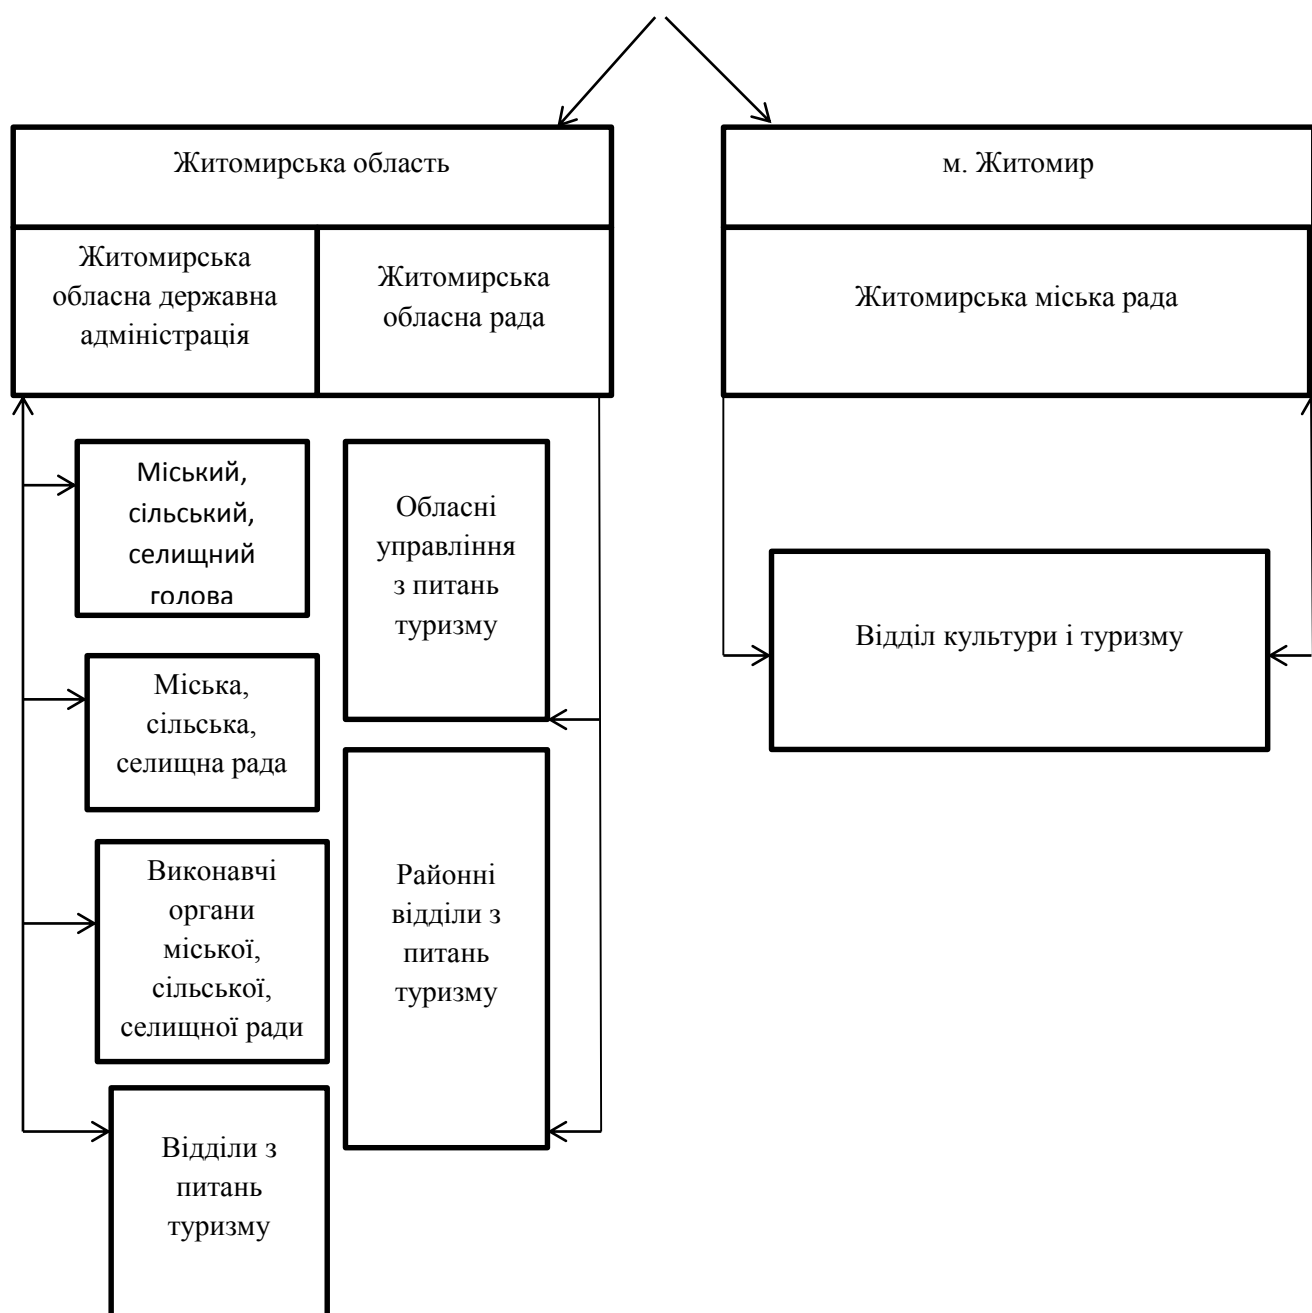 Житомирська область
м. Житомир
Житомирська
обласна державна
адміністрація
Житомирська
обласна рада
Житомирська міська рада
Міський,
сільський,
селищний
голова
Обласні
управління
з питань
туризму
Відділ культури і туризму
Міська,
сільська,
селищна рада
Виконавчі
органи
міської,
сільської,
селищної ради
Районні
відділи з
питань
туризму
Відділи з
питань
туризму